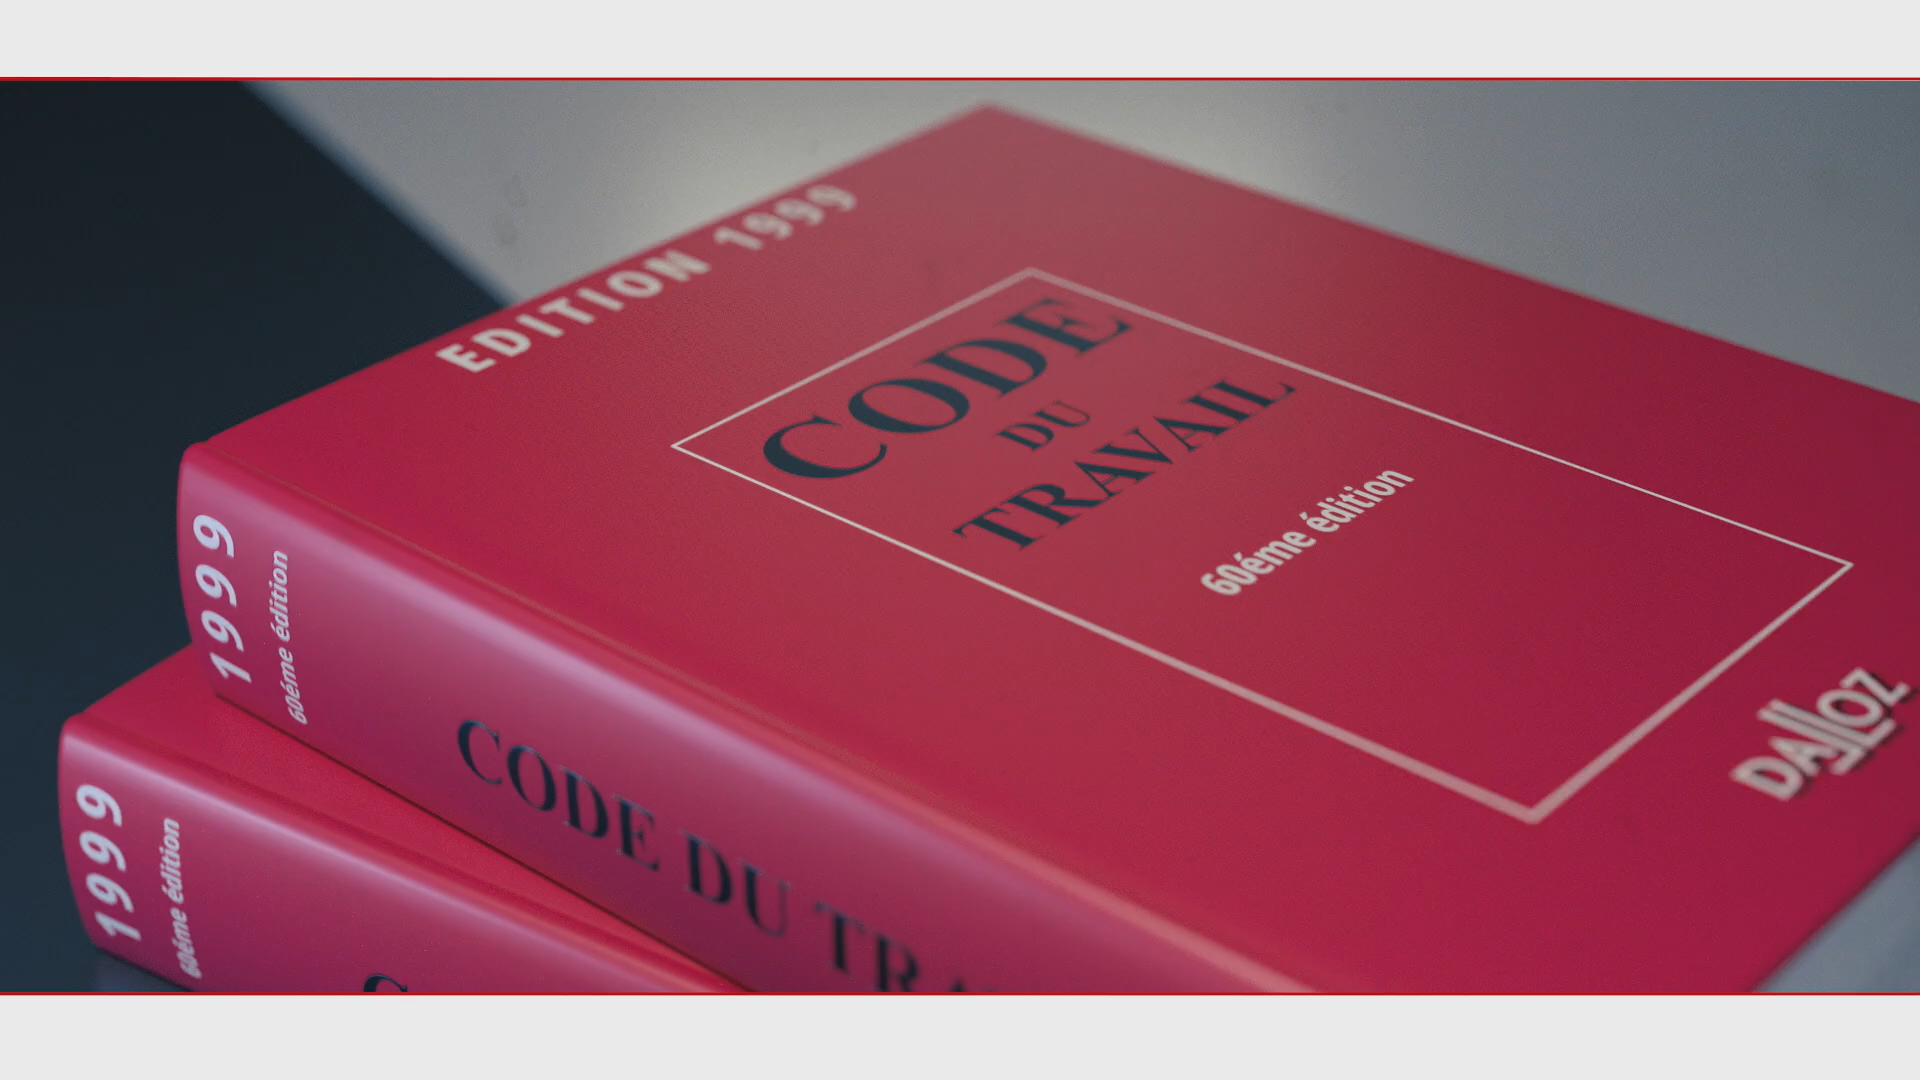 EDITION 1999
CODE
DU
TRAVAIL
60éme édition
DALLOZ
1999
60éme édition
CODE DU TRA
1999
60éme édition
C